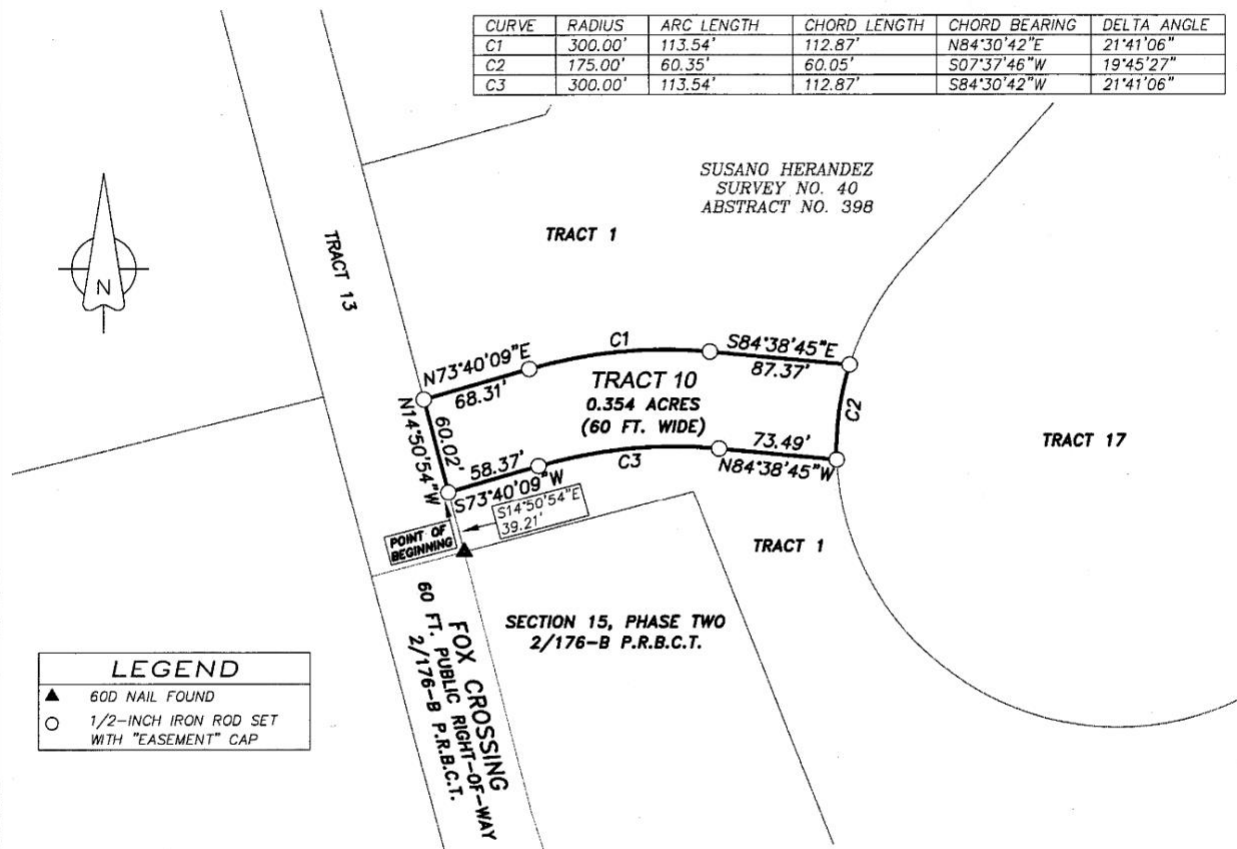 CURVE RADIUS ARC LENGTH CHORD LENGTH CHORD BEARING DELTA ANGLE
C1 300.00' 113.54' 112.87' N84°30'42"E 21°41'06"
C2 175.00' 60.35' 60.05' S07°37'46"W 19°45'27"
C3 300.00' 113.54' 112.87' S84°30'42"W 21°41'06"
SUSANO HERANDEZ
SURVEY NO. 40
ABSTRACT NO. 398
TRACT 1
TRACT 13
N
N73°40'09"E
68.31'
C1
S84°38'45"E
87.37'
TRACT 10
0.354 ACRES
(60 FT. WIDE)
C2
N14°50'54"W
60.02'
58.37'
S73°40'09"W
C3
73.49'
N84°38'45"W
TRACT 17
S14°50'54"E
39.21'
POINT OF
BEGINNING
TRACT 1
SECTION 15, PHASE TWO
2/176-B P.R.B.C.T.
FOX CROSSING
60 FT. PUBLIC RIGHT-OF-WAY
2/176-B P.R.B.C.T.
LEGEND
60D NAIL FOUND
1/2-INCH IRON ROD SET
WITH "EASEMENT" CAP